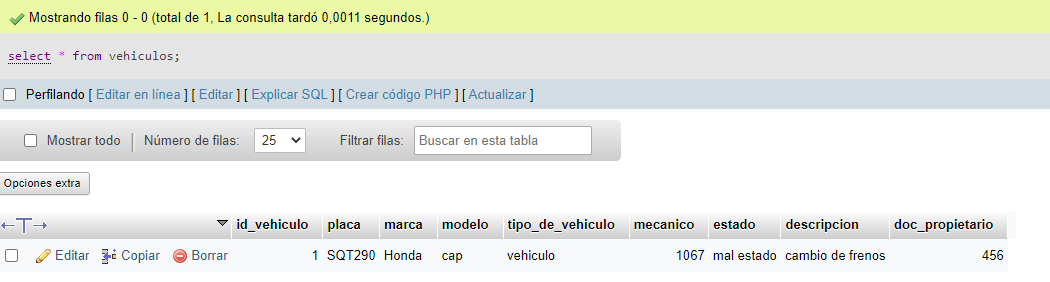 Mostrando filas 0 - 0 (total de 1, La consulta tardó 0,0011 segundos.)
select * from vehiculos;
Perfilando [ Editar en línea ] [ Editar ] [ Explicar SQL ] [ Crear código PHP ] [ Actualizar ]
Mostrar todo Número de filas: 25 Filtrar filas: Buscar en esta tabla
Opciones extra
id_vehiculo placa marca modelo tipo_de_vehiculo mecanico estado descripcion doc_propietario
Editar Copiar Borrar 1 SQT290 Honda cap vehiculo 1067 mal estado cambio de frenos 456